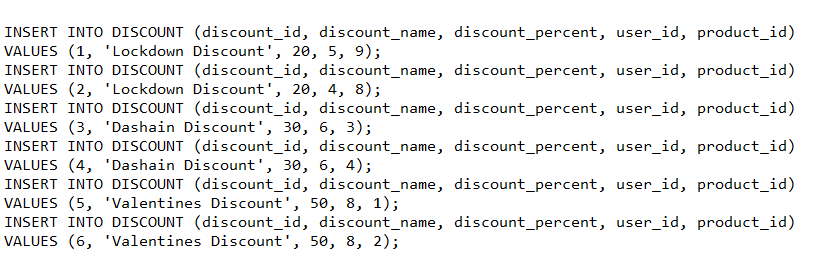 INSERT INTO DISCOUNT (discount_id, discount_name, discount_percent, user_id, product_id)
VALUES (1, 'Lockdown Discount', 20, 5, 9);
INSERT INTO DISCOUNT (discount_id, discount_name, discount_percent, user_id, product_id)
VALUES (2, 'Lockdown Discount', 20, 4, 8);
INSERT INTO DISCOUNT (discount_id, discount_name, discount_percent, user_id, product_id)
VALUES (3, 'Dashain Discount', 30, 6, 3);
INSERT INTO DISCOUNT (discount_id, discount_name, discount_percent, user_id, product_id)
VALUES (4, 'Dashain Discount', 30, 6, 4);
INSERT INTO DISCOUNT (discount_id, discount_name, discount_percent, user_id, product_id)
VALUES (5, 'Valentines Discount', 50, 8, 1);
INSERT INTO DISCOUNT (discount_id, discount_name, discount_percent, user_id, product_id)
VALUES (6, 'Valentines Discount', 50, 8, 2);